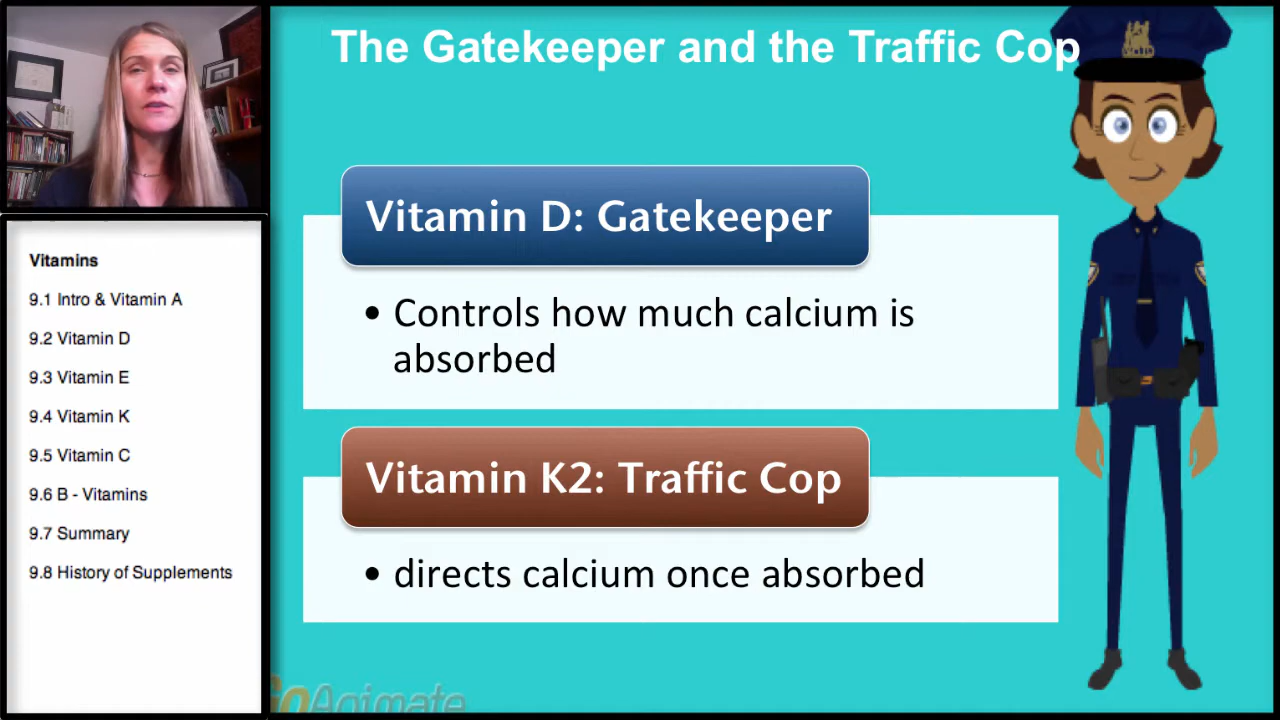 The Gatekeeper and the Traffic Cop
Vitamin D: Gatekeeper
• Controls how much calcium is
absorbed
Vitamin K2: Traffic Cop
• directs calcium once absorbed
Vitamins
9.1 Intro & Vitamin A
9.2 Vitamin D
9.3 Vitamin E
9.4 Vitamin K
9.5 Vitamin C
9.6 B - Vitamins
9.7 Summary
9.8 History of Supplements
GoAnimate